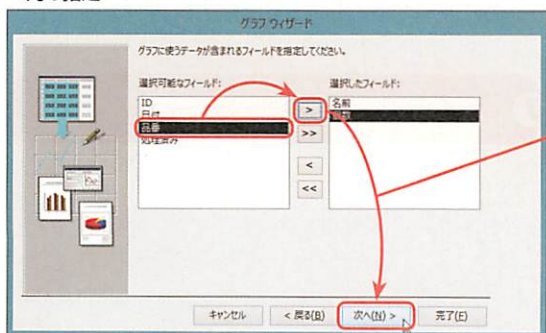 グラフ ウィザード
グラフに使うデータが含まれるフィールドを指定してください。
選択可能なフィールド:
選択したフィールド:
ID
日付
品番
処理済み
>
>>
<
<<
名前
キャンセル
< 戻る(B)
次へ(N) >
完了(F)